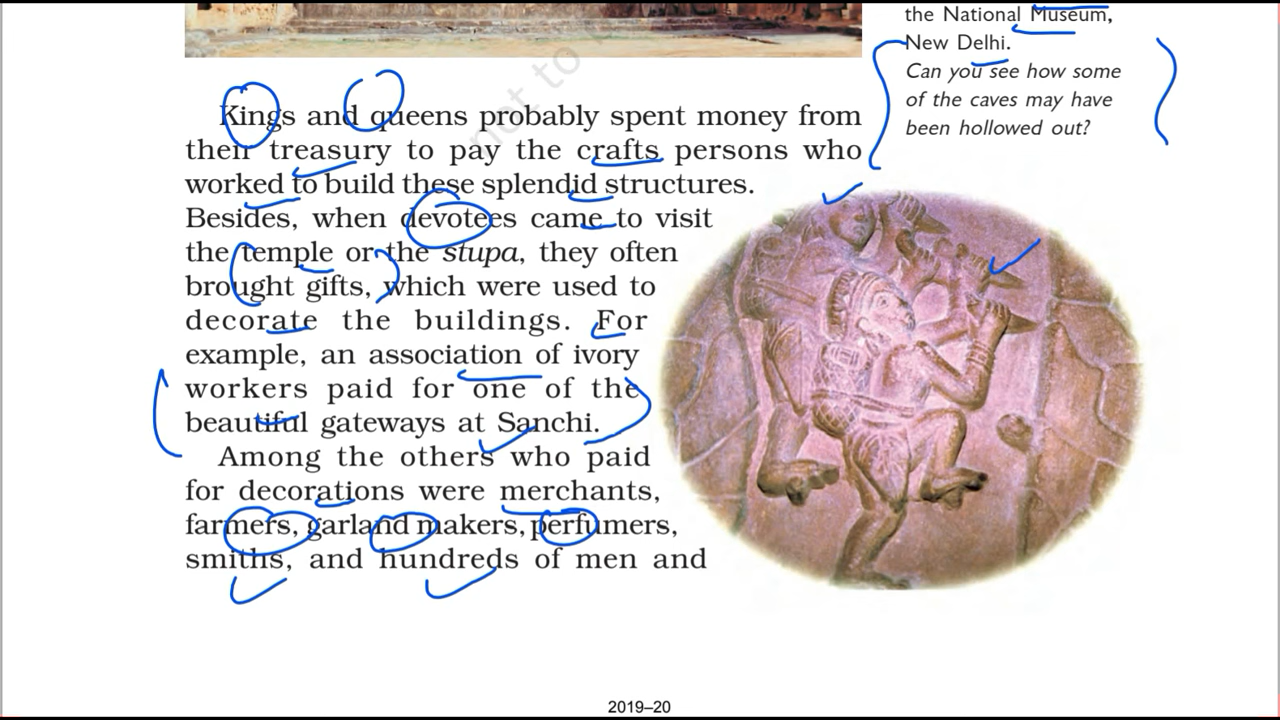 the National Museum,
New Delhi.
Can you see how some
of the caves may have
been hollowed out?
Kings and queens probably spent money from
their treasury to pay the crafts persons who
worked to build these splendid structures.
Besides, when devotees came to visit
the temple or the stupa, they often
brought gifts, which were used to
decorate the buildings. For
example, an association of ivory
workers paid for one of the
beautiful gateways at Sanchi.
Among the others who paid
for decorations were merchants,
farmers, garland makers, perfumers,
smiths, and hundreds of men and
not to
2019–20